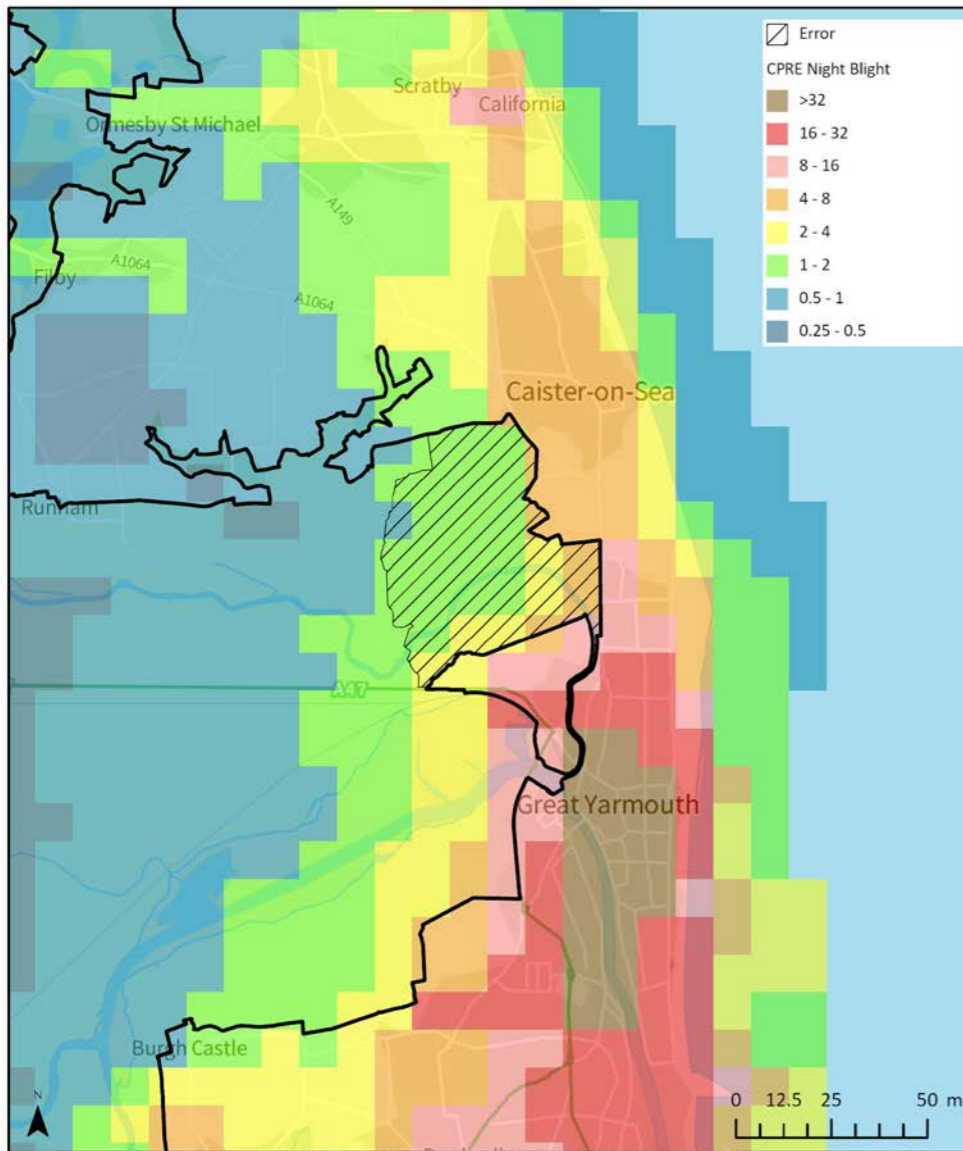 Error
CPRE Night Blight
>32
16 - 32
8 - 16
4 - 8
2 - 4
1 - 2
0.5 - 1
0.25 - 0.5
Scratby
California
Ormesby St Michael
A149
A1064
Filby
A1064
Caister-on-Sea
Runham
A47
Great Yarmouth
Burgh Castle
N
0 12.5 25 50 m